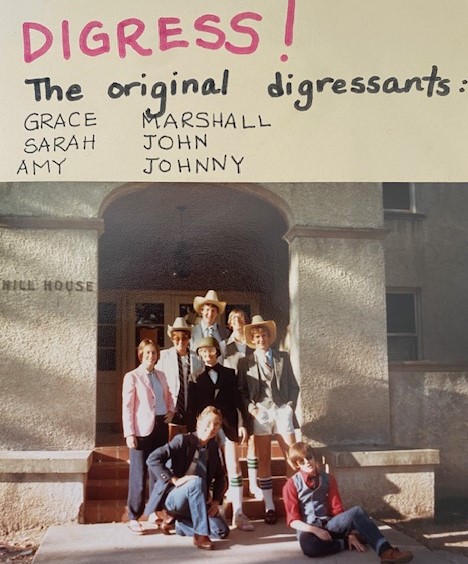 DIGRESS!
The original digressants:
GRACE MARSHALL
SARAH JOHN
AMY JOHNNY
HILL HOUSE